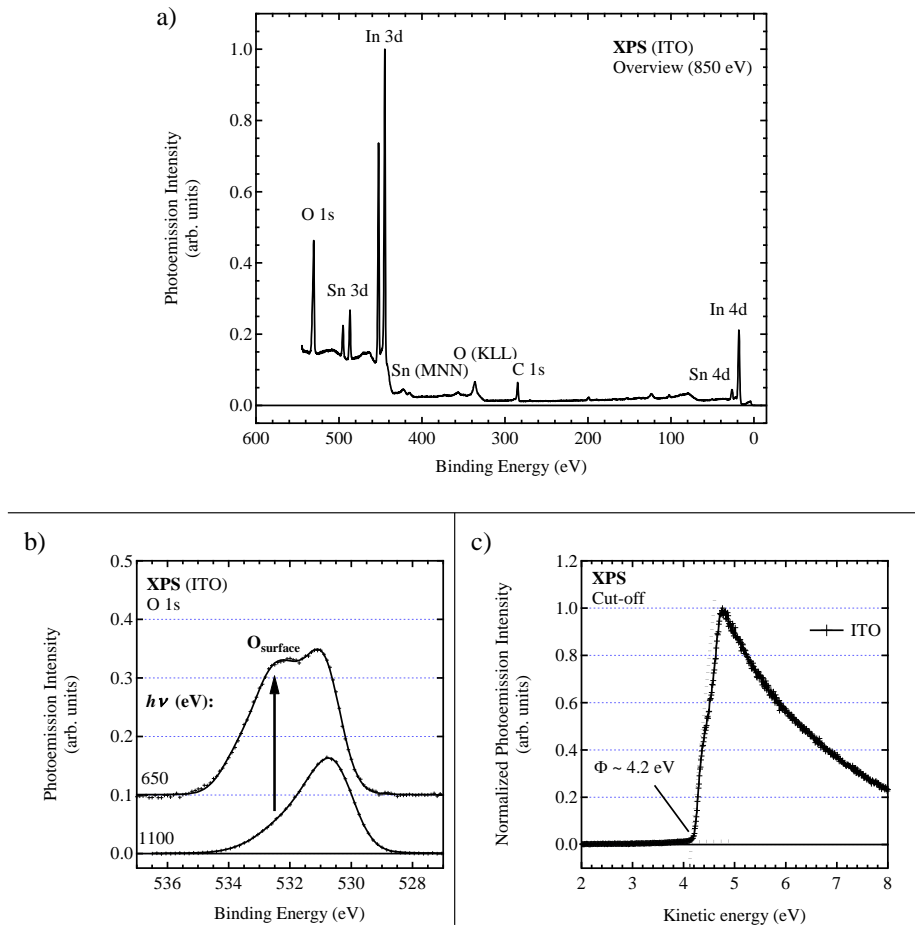 a)
XPS (ITO)
Overview (850 eV)
In 3d
O 1s
Sn 3d
Sn (MNN)
O (KLL)
C 1s
Sn 4d
In 4d
Photoemission Intensity
(arb. units)
1.0
0.8
0.6
0.4
0.2
0.0
600
500
400
300
200
100
0
Binding Energy (eV)
b)
XPS (ITO)
O 1s
O surface
hν (eV):
650
1100
Photoemission Intensity
(arb. units)
0.5
0.4
0.3
0.2
0.1
0.0
536
534
532
530
528
Binding Energy (eV)
c)
XPS
Cut-off
ITO
Φ ~ 4.2 eV
Normalized Photoemission Intensity
(arb. units)
1.2
1.0
0.8
0.6
0.4
0.2
0.0
2
3
4
5
6
7
8
Kinetic energy (eV)